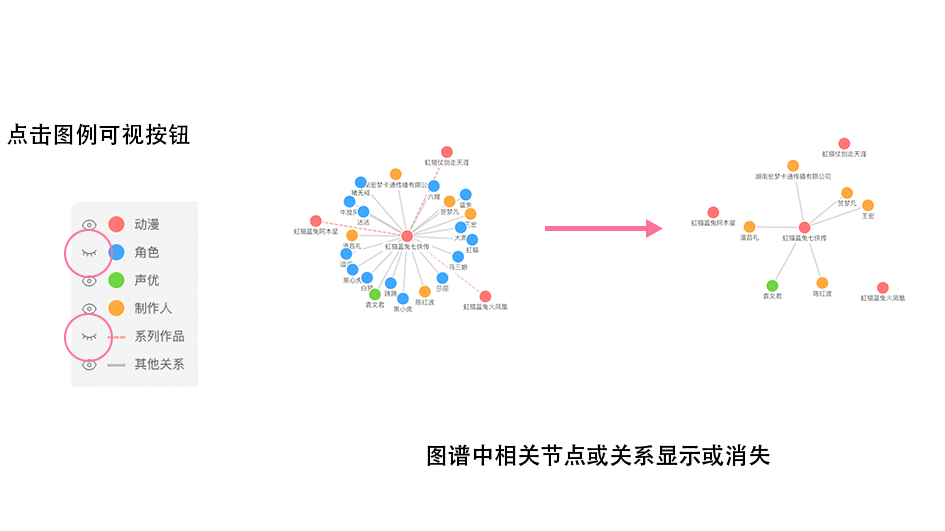 点击图例可视按钮
动漫
角色
声优
制作人
系列作品
其他关系
虹猫仗剑走天涯
猪无戒
湖南宏梦卡通传播有限公司
六嫂
蓝兔
牛旋风
达达
贺梦凡
王宏
虹猫蓝兔阿木星
潘昌礼
虹猫蓝兔七侠传
大奔
虹猫
马三娘
黑心虎
白猪
跳跳
莎丽
袁文君
黑小虎
陈红波
虹猫蓝兔火凤凰
虹猫仗剑走天涯
湖南宏梦卡通传播有限公司
贺梦凡
王宏
虹猫蓝兔阿木星
潘昌礼
虹猫蓝兔七侠传
袁文君
陈红波
虹猫蓝兔火凤凰
图谱中相关节点或关系显示或消失